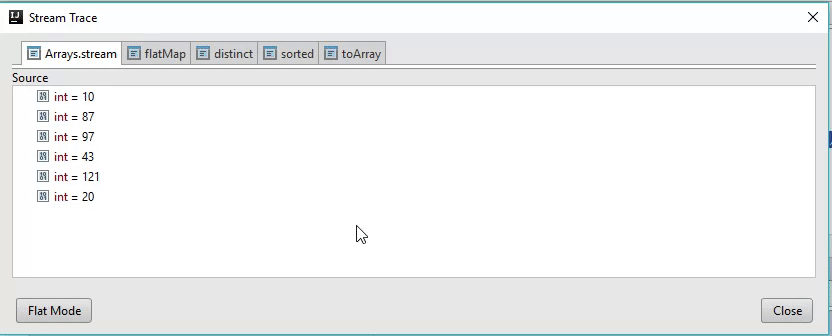 Stream Trace
Arrays.stream flatMap distinct sorted toArray
Source
int = 10
int = 87
int = 97
int = 43
int = 121
int = 20
Flat Mode Close